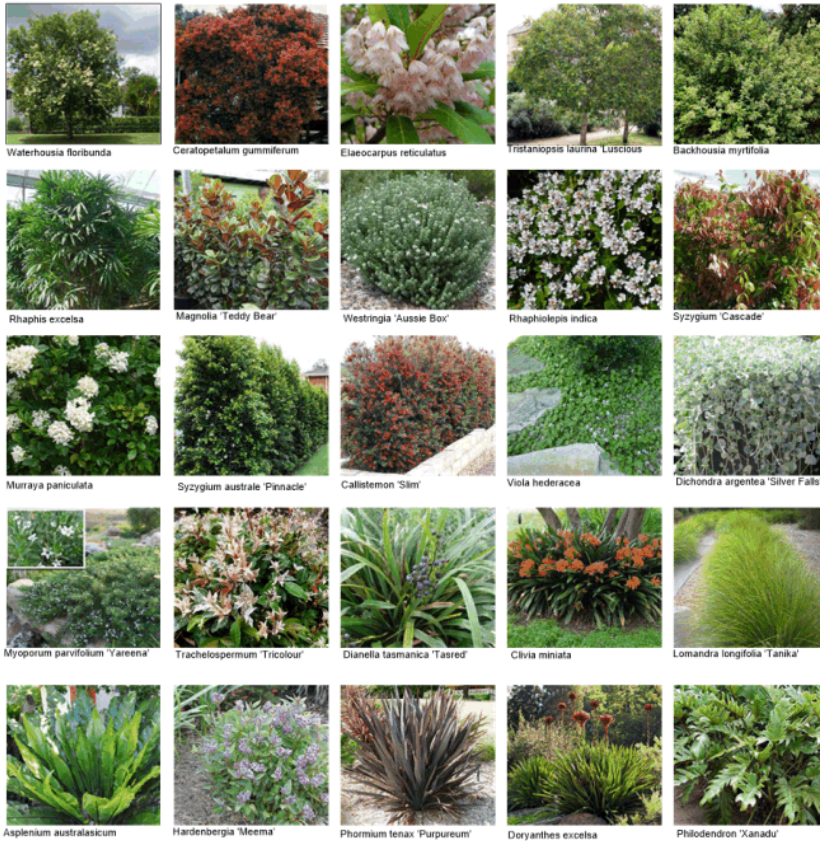 Waterhousia floribunda
Ceratopetalum gummiferum
Elaeocarpus reticulatus
Tristaniopsis laurina 'Luscious
Backhousia myrtifolia
Rhaphis excelsa
Magnolia 'Teddy Bear'
Westringia 'Aussie Box'
Rhaphiolepis indica
Syzygium 'Cascade'
Murraya paniculata
Syzygium australe 'Pinnacle'
Callistemon 'Slim'
Viola hederacea
Dichondra argentea 'Silver Falls'
Myoporum parvifolium 'Yareena'
Trachelospermum 'Tricolour'
Dianella tasmanica 'Tasred'
Clivia miniata
Lomandra longifolia 'Tanika'
Asplenium australasicum
Hardenbergia 'Meema'
Phormium tenax 'Purpureum'
Doryanthes excelsa
Philodendron 'Xanadu'